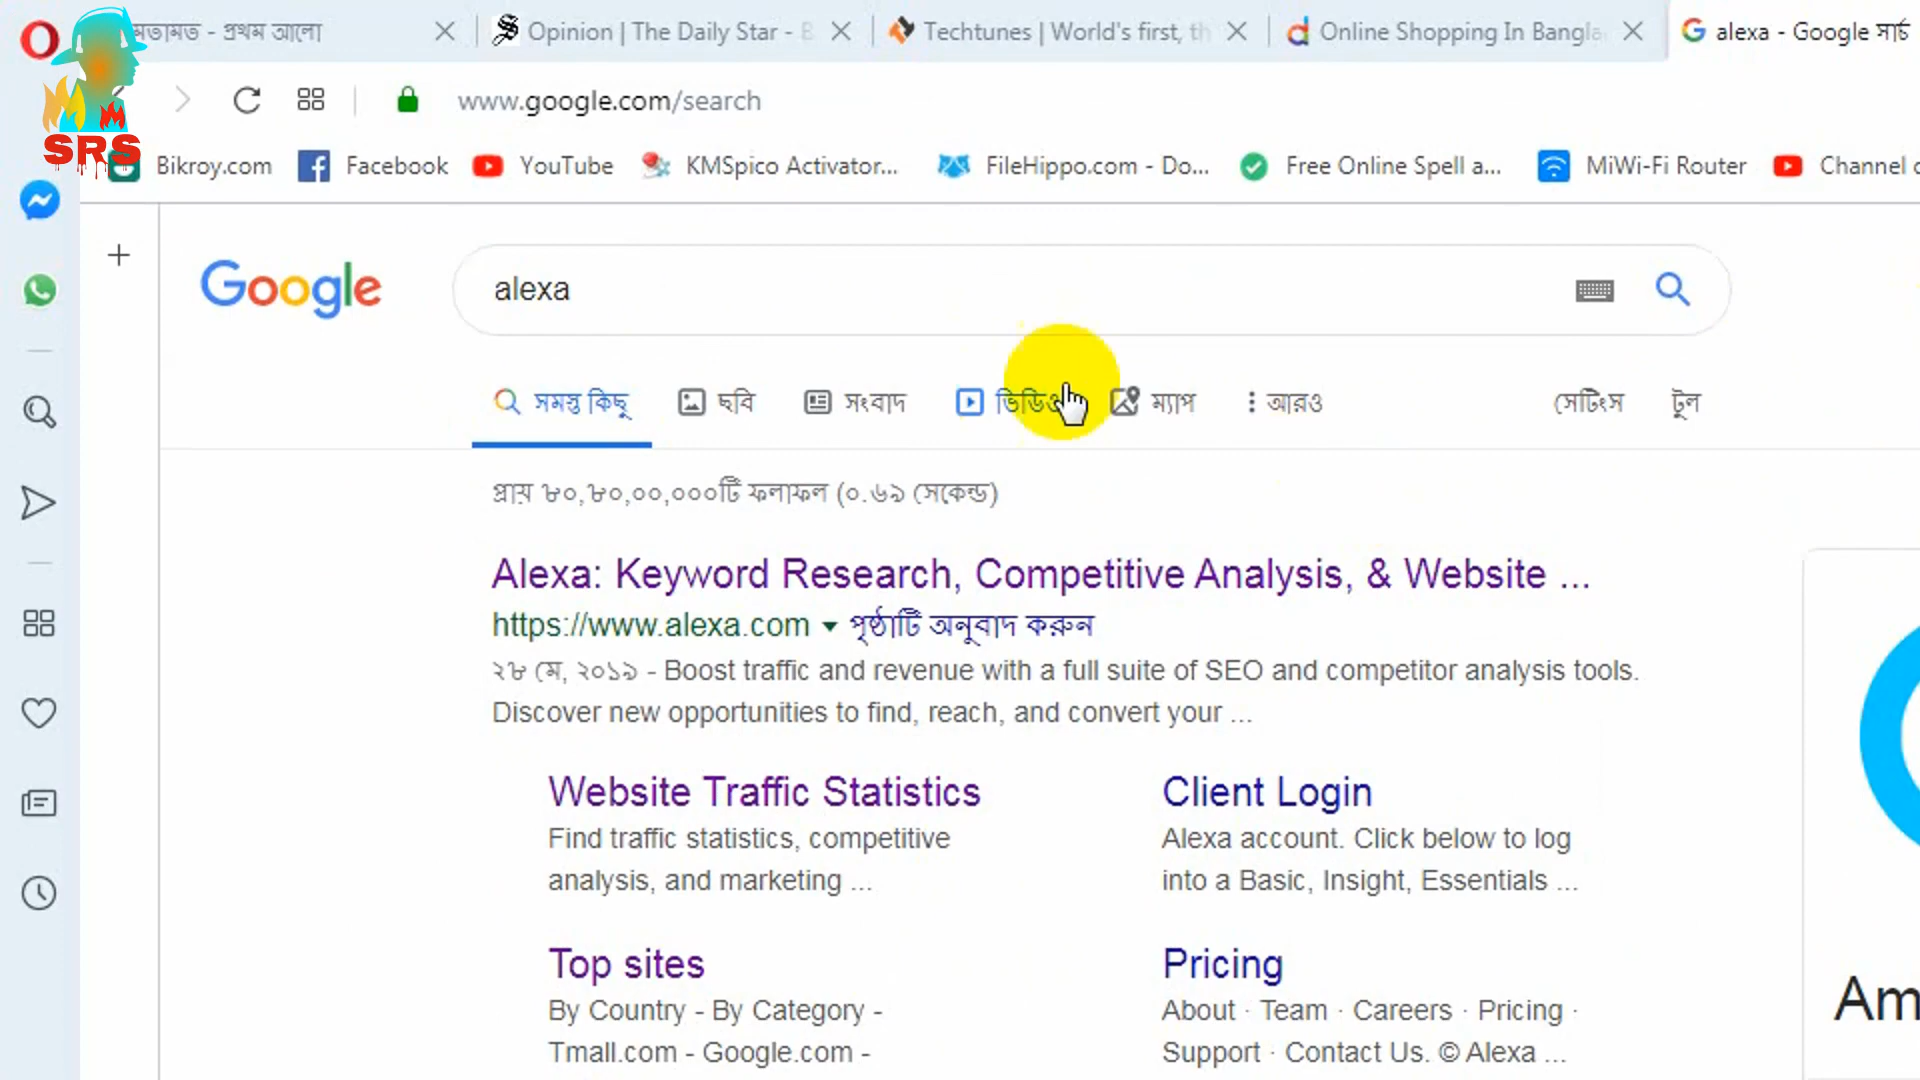 মতামত - প্রথম আলো
Opinion | The Daily Star - B
Techtunes | World's first, th
Online Shopping In Bangla
alexa - Google সার্চ
www.google.com/search
SRS
Bikroy.com
Facebook
YouTube
KMSpico Activator...
FileHippo.com - Do...
Free Online Spell a...
MiWi-Fi Router
Channel
Google
alexa
সমস্ত কিছু
ছবি
সংবাদ
ভিডিও
ম্যাপ
আরও
সেটিংস
টুল
প্রায় ৮০,৮০,০০,০০০টি ফলাফল (০.৬৯ সেকেন্ড)
Alexa: Keyword Research, Competitive Analysis, & Website ...
https://www.alexa.com ▾ পৃষ্ঠাটি অনুবাদ করুন
২৮ মে, ২০১৯ - Boost traffic and revenue with a full suite of SEO and competitor analysis tools.
Discover new opportunities to find, reach, and convert your ...
Website Traffic Statistics
Find traffic statistics, competitive
analysis, and marketing ...
Client Login
Alexa account. Click below to log
into a Basic, Insight, Essentials ...
Top sites
By Country - By Category -
Tmall.com - Google.com -
Pricing
About · Team · Careers · Pricing ·
Support · Contact Us. © Alexa ...
Am